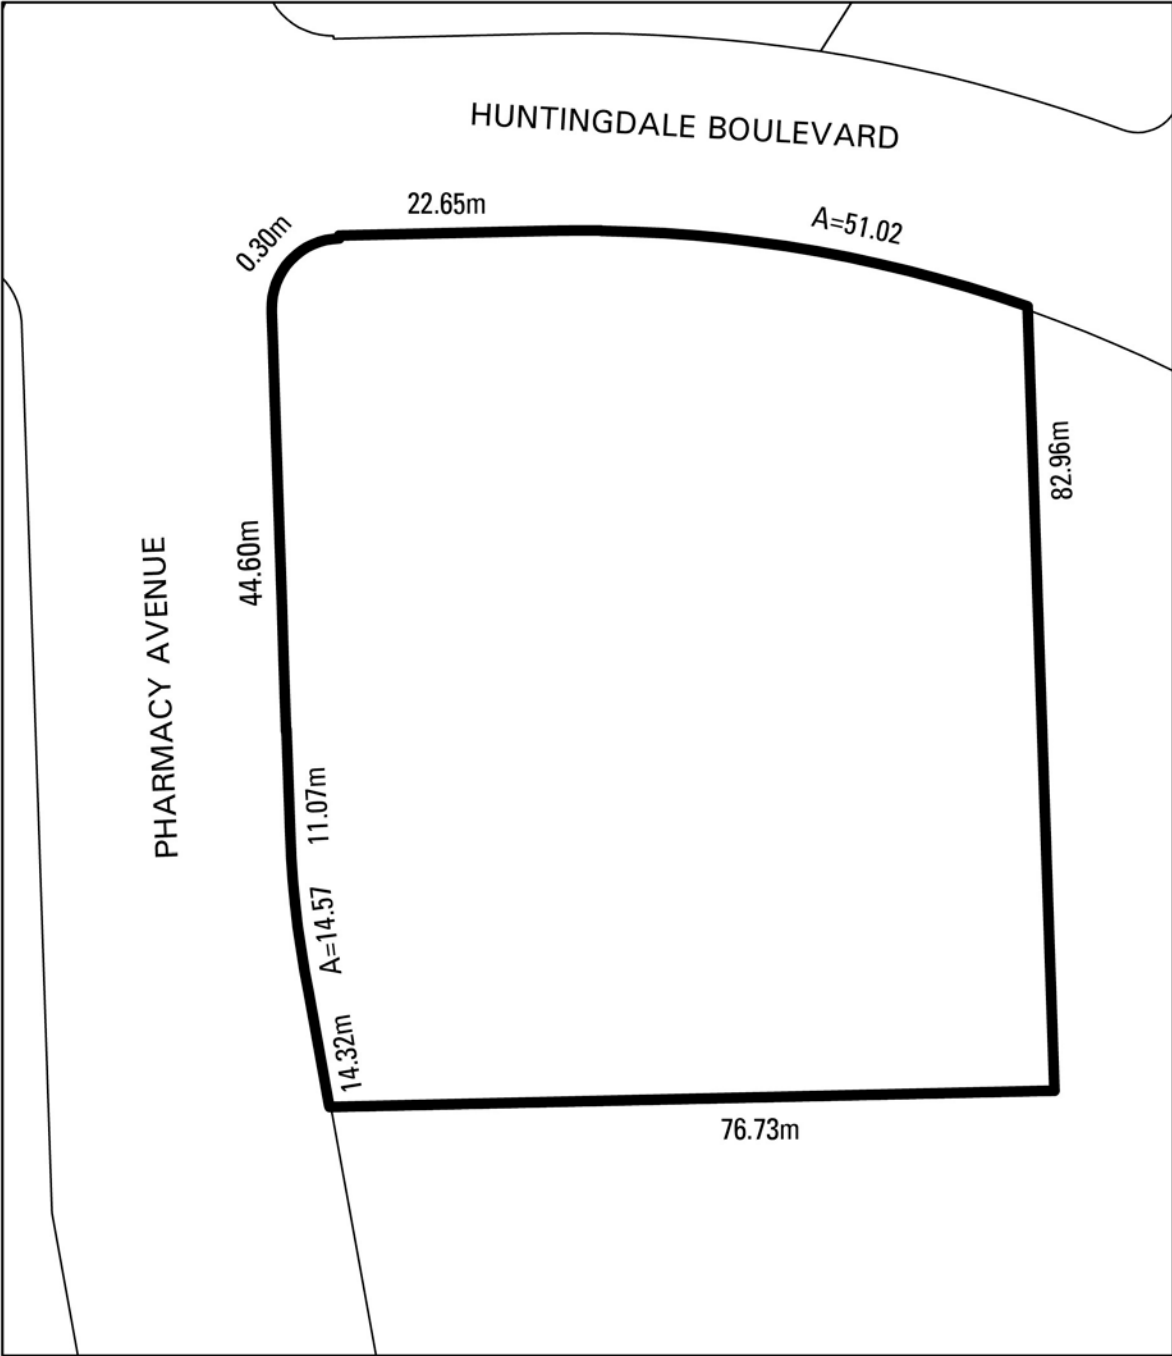 HUNTINGDALE BOULEVARD
22.65m
A=51.02
0.30m
82.96m
44.60m
PHARMACY AVENUE
11.07m
A=14.57
14.32m
76.73m